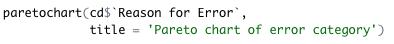 paretochart(cd$`Reason for Error`,
title = 'Pareto chart of error category')